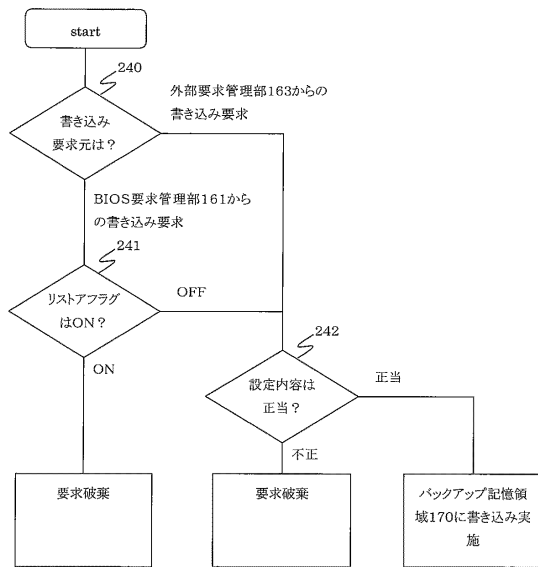 start
240
外部要求管理部163からの
書き込み要求
書き込み
要求元は？
BIOS要求管理部161から
の書き込み要求
241
リストアフラグ
はON？
OFF
242
ON
設定内容は
正当？
正当
不正
要求破棄
要求破棄
バックアップ記憶領
域170に書き込み実
施